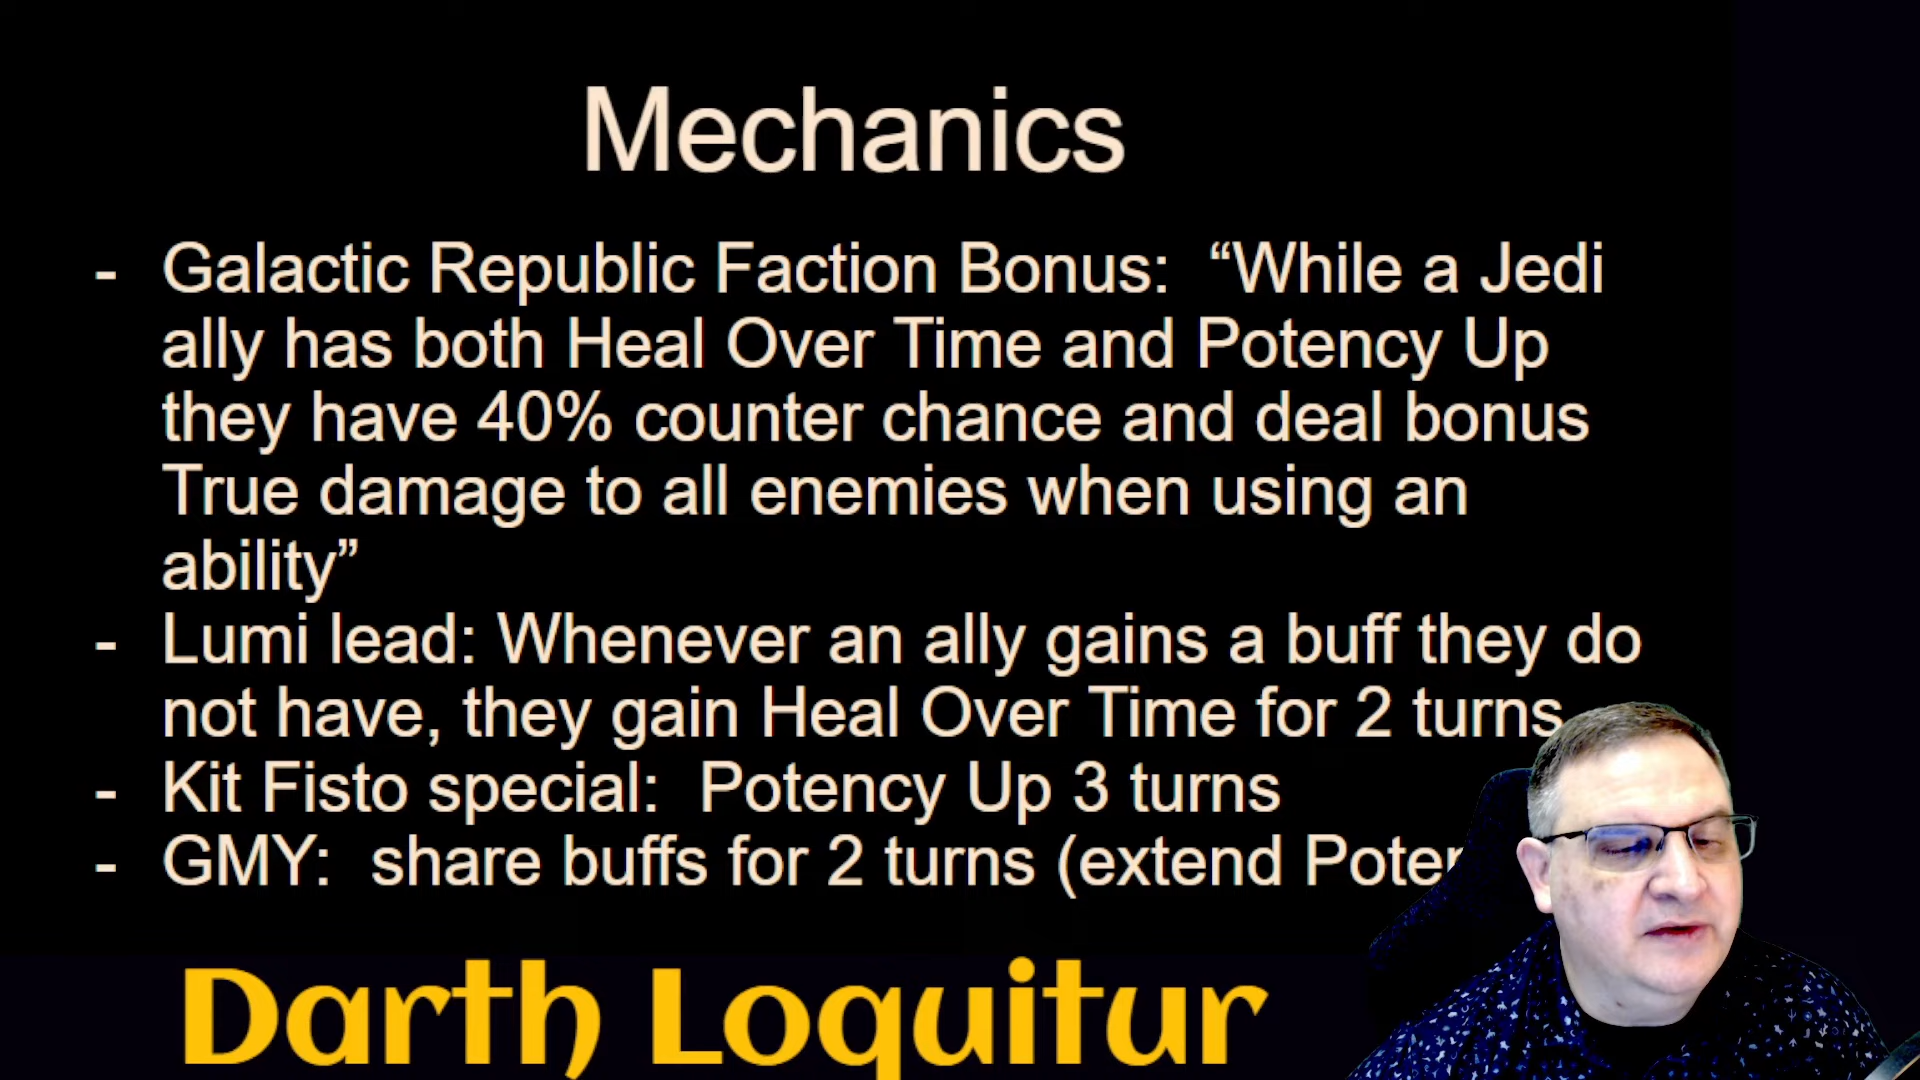 Mechanics
- Galactic Republic Faction Bonus: “While a Jedi
ally has both Heal Over Time and Potency Up
they have 40% counter chance and deal bonus
True damage to all enemies when using an
ability”
- Lumi lead: Whenever an ally gains a buff they do
not have, they gain Heal Over Time for 2 turns
- Kit Fisto special: Potency Up 3 turns
- GMY: share buffs for 2 turns (extend
Darth Loquitur